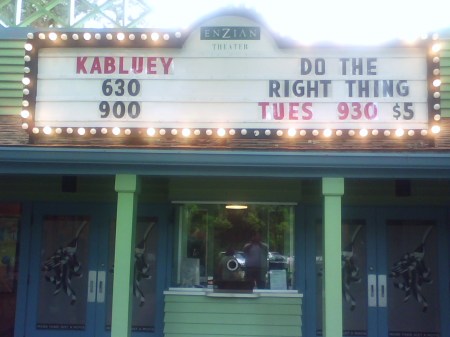 ENZIAN
THEATER
KABLUEY
630
900
DO THE
RIGHT THING
TUES 930 $5